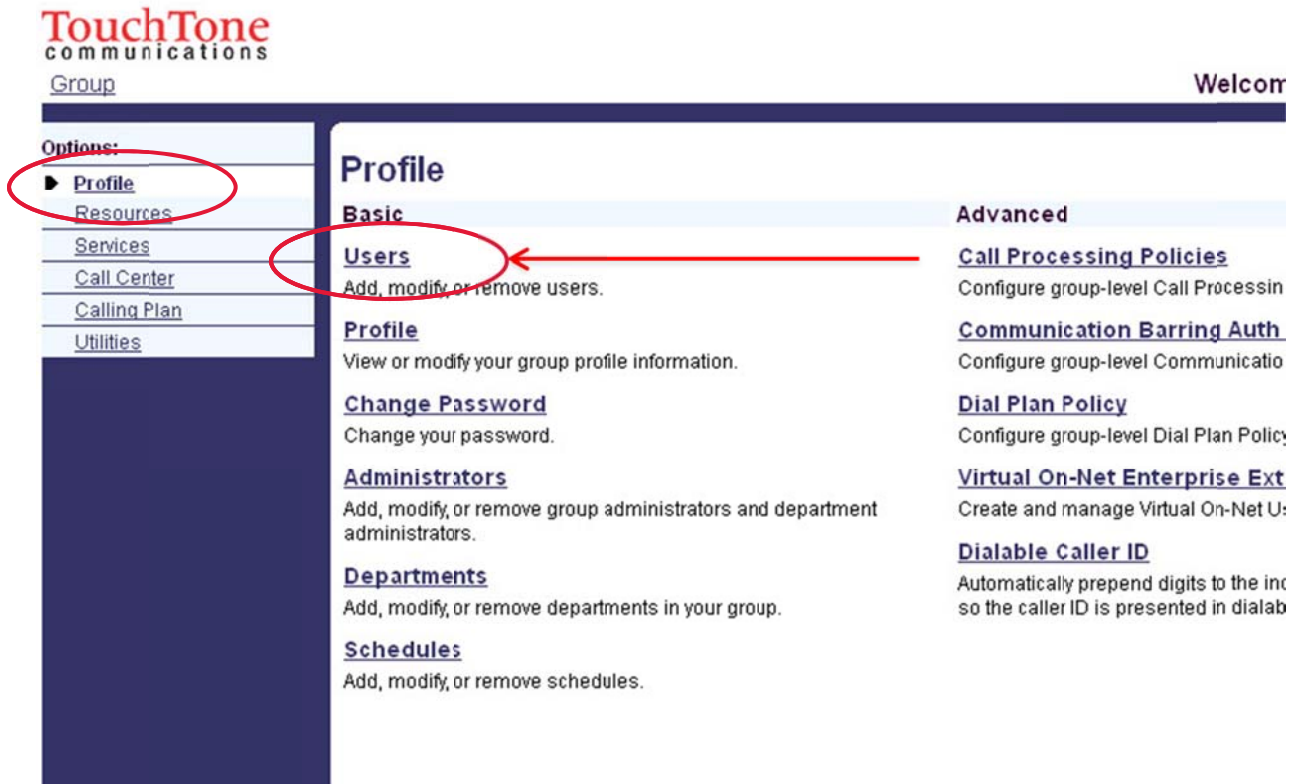 TouchTone
communications
Group
Welcom
Options:
Profile
Resources
Services
Call Center
Calling Plan
Utilities
Profile
Basic
Users
Add, modify, or remove users.
Profile
View or modify your group profile information.
Change Password
Change your password.
Administrators
Add, modify, or remove group administrators and department
administrators.
Departments
Add, modify, or remove departments in your group.
Schedules
Add, modify, or remove schedules.
Advanced
Call Processing Policies
Configure group-level Call Processin
Communication Barring Auth
Configure group-level Communicatio
Dial Plan Policy
Configure group-level Dial Plan Policy
Virtual On-Net Enterprise Ext
Create and manage Virtual On-Net Us
Dialable Caller ID
Automatically prepend digits to the inc
so the caller ID is presented in dialab